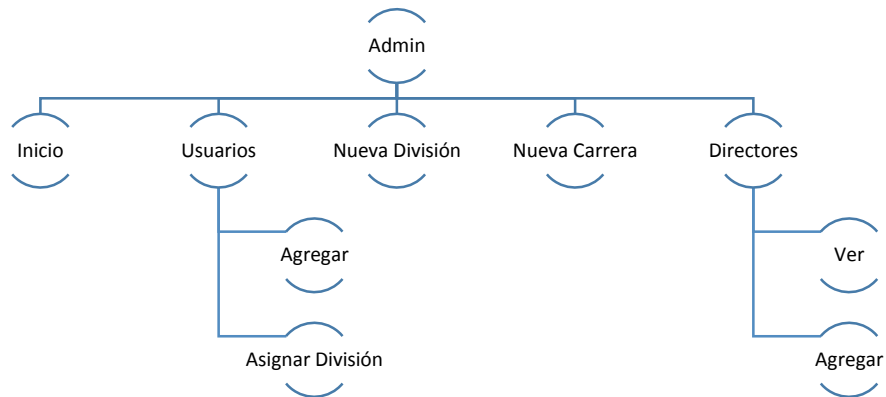 Admin
Inicio
Usuarios
Nueva División
Nueva Carrera
Directores
Agregar
Ver
Asignar División
Agregar